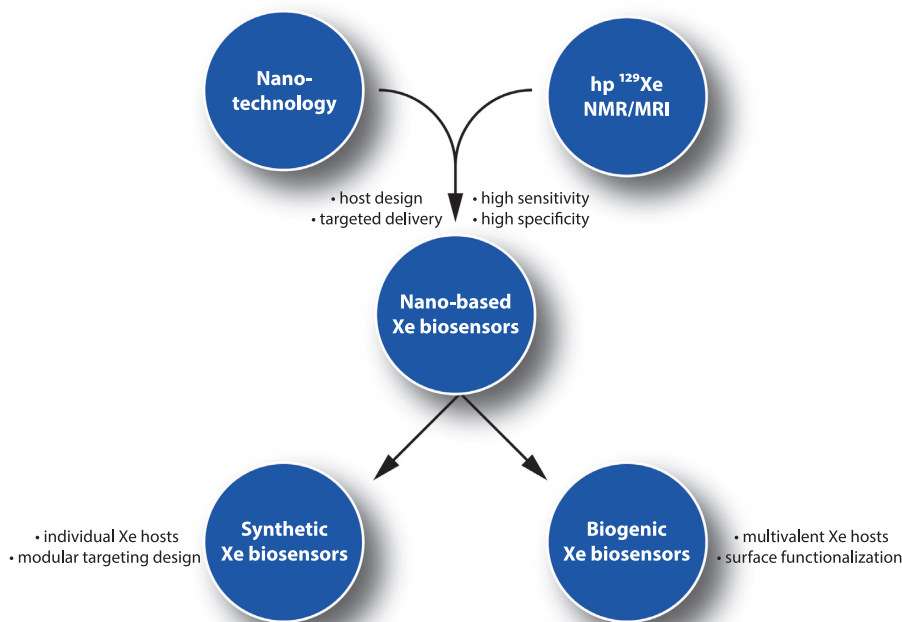 Nano-
technology
hp ¹²⁹Xe
NMR/MRI
• host design
• targeted delivery
• high sensitivity
• high specificity
Nano-based
Xe biosensors
• individual Xe hosts
• modular targeting design
Synthetic
Xe biosensors
Biogenic
Xe biosensors
• multivalent Xe hosts
• surface functionalization